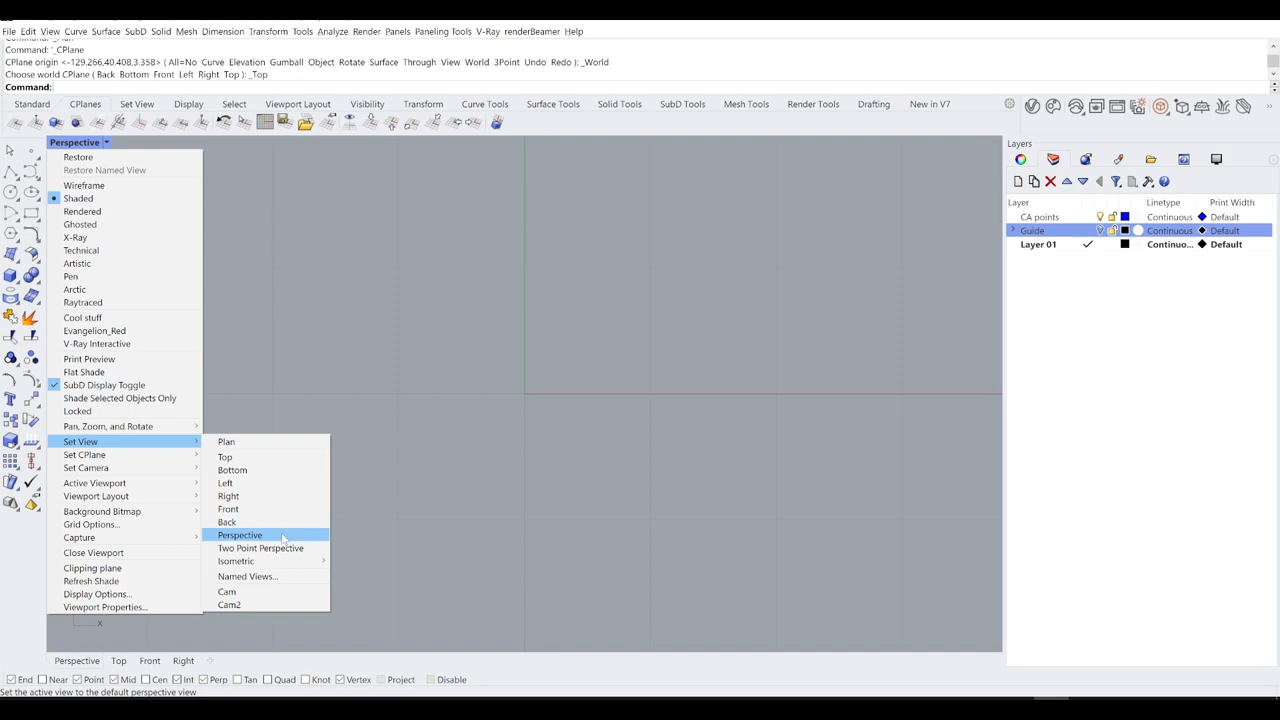 File Edit View Curve Surface SubD Solid Mesh Dimension Transform Tools Analyze Render Panels Paneling Tools V-Ray renderBeamer Help
Command: '_CPlane
CPlane origin <-129.266,40.408,3.358> ( All=No Curve Elevation Gumball Object Rotate Surface Through View World 3Point Undo Redo ): _World
Choose world CPlane ( Back Bottom Front Left Right Top ): _Top
Command:
Standard CPlanes Set View Display Select Viewport Layout Visibility Transform Curve Tools Surface Tools Solid Tools SubD Tools Mesh Tools Render Tools Drafting New in V7
Perspective
Restore
Restore Named View
Wireframe
Shaded
Rendered
Ghosted
X-Ray
Technical
Artistic
Pen
Arctic
Raytraced
Cool stuff
Evangelion_Red
V-Ray Interactive
Print Preview
Flat Shade
SubD Display Toggle
Shade Selected Objects Only
Locked
Pan, Zoom, and Rotate
Set View
Set CPlane
Set Camera
Active Viewport
Viewport Layout
Background Bitmap
Grid Options...
Capture
Close Viewport
Clipping plane
Refresh Shade
Display Options...
Viewport Properties...
Plan
Top
Bottom
Left
Right
Front
Back
Perspective
Two Point Perspective
Isometric
Named Views...
Cam
Cam2
x
Layers
Layer Linetype Print Width
CA points Continuous Default
Guide Continuous Default
Layer 01 Continuo... Default
Perspective Top Front Right
End Near Point Mid Cen Int Perp Tan Quad Knot Vertex Project Disable
Set the active view to the default perspective view